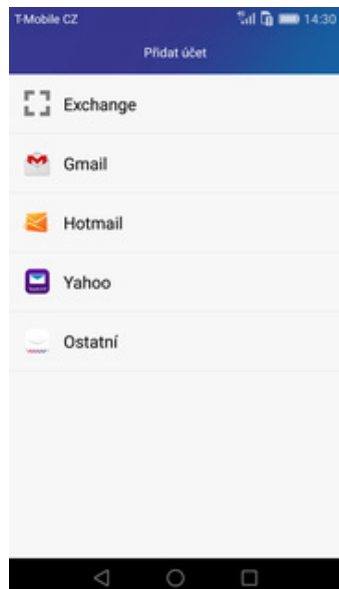 T-Mobile CZ 14:30
Přidat účet
Exchange
Gmail
Hotmail
Yahoo
Ostatní